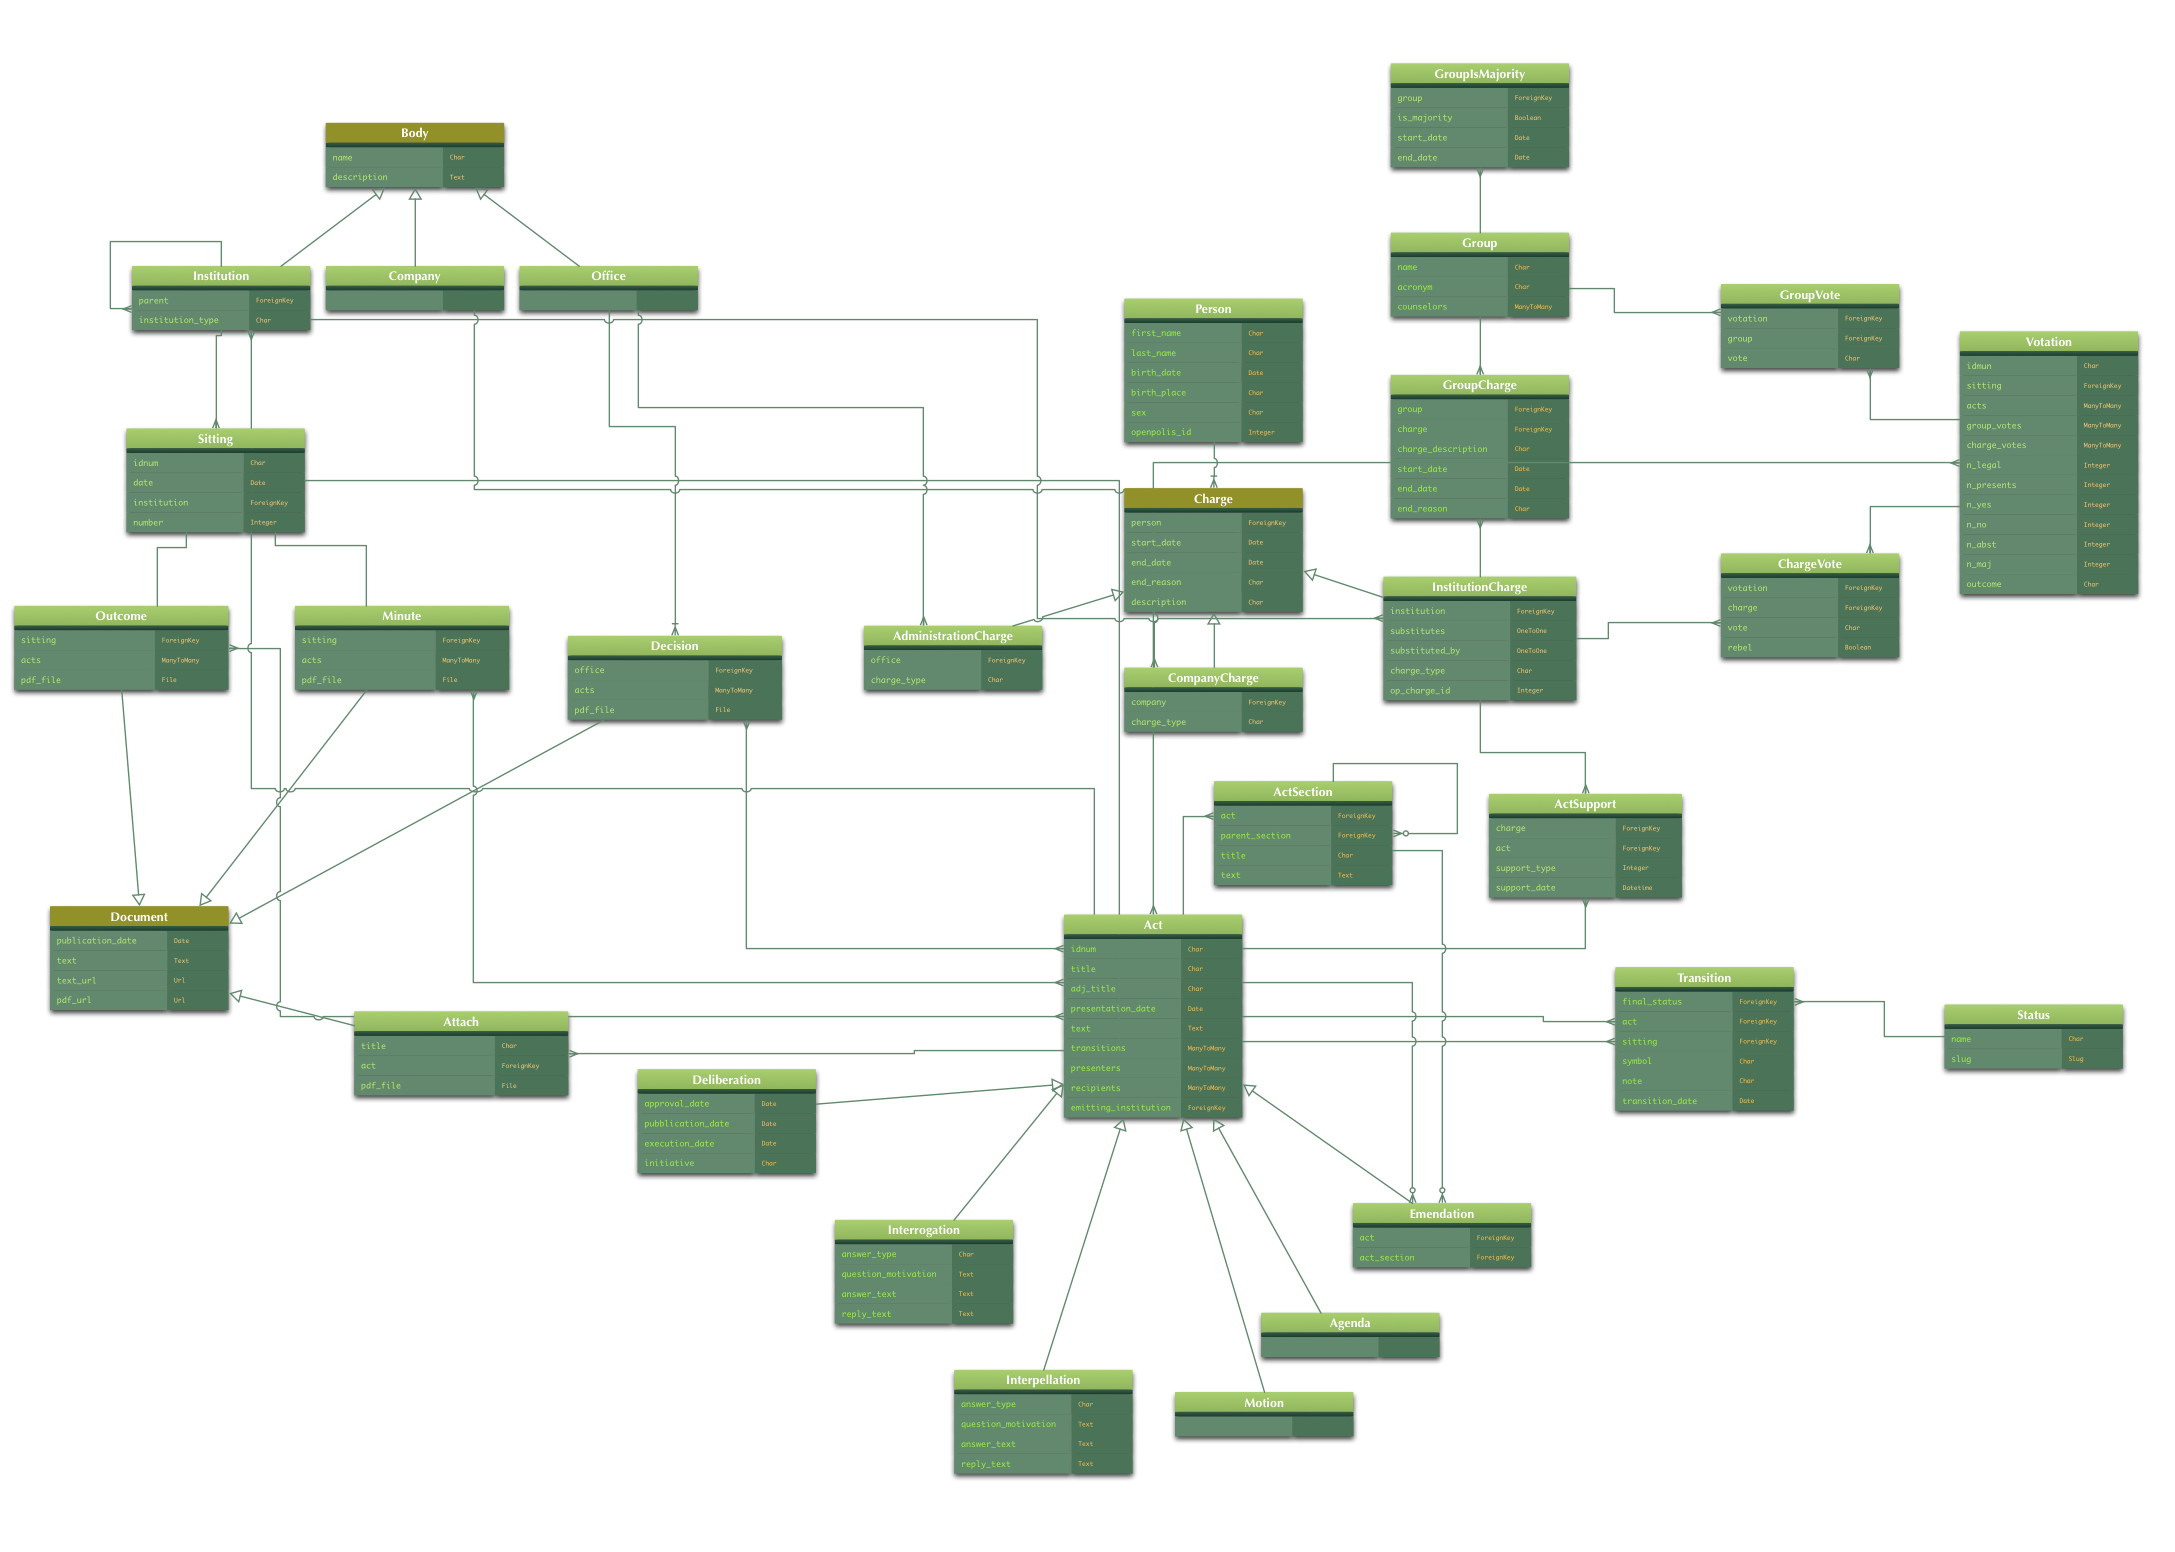 GroupIsMajority
group ForeignKey
is_majority Boolean
start_date Date
end_date Date
Body
name Char
description Text
Group
name Char
acronym Char
counselors ManyToMany
Institution
parent ForeignKey
institution_type Char
Company
Office
GroupVote
votation ForeignKey
group ForeignKey
vote Char
Person
first_name Char
last_name Char
birth_date Date
birth_place Char
sex Char
openpolis_id Integer
Votation
idmun Char
sitting ForeignKey
acts ManyToMany
group_votes ManyToMany
charge_votes ManyToMany
n_legal Integer
n_presents Integer
n_yes Integer
n_no Integer
n_abst Integer
n_maj Integer
outcome Char
GroupCharge
group ForeignKey
charge ForeignKey
charge_description Char
start_date Date
end_date Date
end_reason Char
Sitting
idnum Char
date Date
institution ForeignKey
number Integer
Charge
person ForeignKey
start_date Date
end_date Date
end_reason Char
description Char
ChargeVote
votation ForeignKey
charge ForeignKey
vote Char
rebel Boolean
InstitutionCharge
institution ForeignKey
substitutes OneToOne
substituted_by OneToOne
charge_type Char
op_charge_id Integer
Outcome
sitting ForeignKey
acts ManyToMany
pdf_file File
Minute
sitting ForeignKey
acts ManyToMany
pdf_file File
Decision
office ForeignKey
acts ManyToMany
pdf_file File
AdministrationCharge
office ForeignKey
charge_type Char
CompanyCharge
company ForeignKey
charge_type Char
ActSection
act ForeignKey
parent_section ForeignKey
title Char
text Text
ActSupport
charge ForeignKey
act ForeignKey
support_type Integer
support_date Datetime
Document
publication_date Date
text Text
text_url Url
pdf_url Url
Act
idnum Char
title Char
adj_title Char
presentation_date Date
text Text
transitions ManyToMany
presenters ManyToMany
recipients ManyToMany
emitting_institution ForeignKey
Transition
final_status ForeignKey
act ForeignKey
sitting ForeignKey
symbol Char
note Char
transition_date Date
Status
name Char
slug Slug
Attach
title Char
act ForeignKey
pdf_file File
Deliberation
approval_date Date
pubblication_date Date
execution_date Date
initiative Char
Emendation
act ForeignKey
act_section ForeignKey
Interrogation
answer_type Char
question_motivation Text
answer_text Text
reply_text Text
Agenda
Interpellation
answer_type Char
question_motivation Text
answer_text Text
reply_text Text
Motion